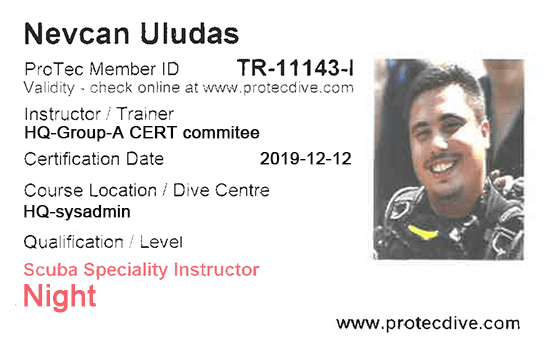 Nevcan Uludas
ProTec Member ID TR-11143-I
Validity - check online at www.protecdive.com
Instructor / Trainer
HQ-Group-A CERT commitee
Certification Date 2019-12-12
Course Location / Dive Centre
HQ-sysadmin
Qualification / Level
Scuba Speciality Instructor
Night
www.protecdive.com